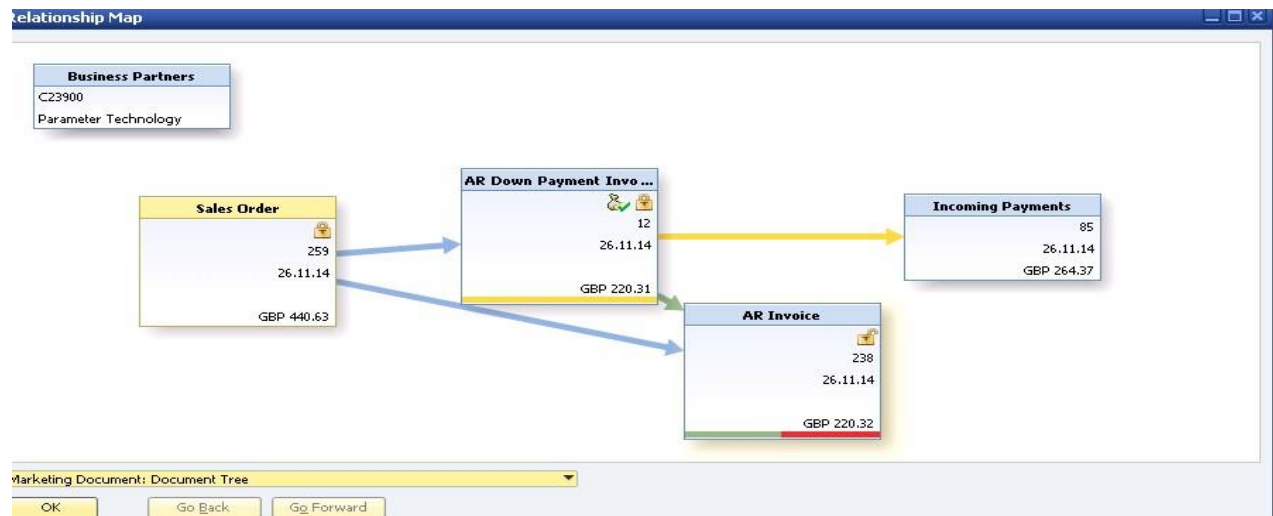 Relationship Map
Business Partners
C23900
Parameter Technology
AR Down Payment Invo ...
12
26.11.14
GBP 220.31
Sales Order
259
26.11.14
GBP 440.63
Incoming Payments
85
26.11.14
GBP 264.37
AR Invoice
238
26.11.14
GBP 220.32
Marketing Document: Document Tree
OK
Go Back
Go Forward